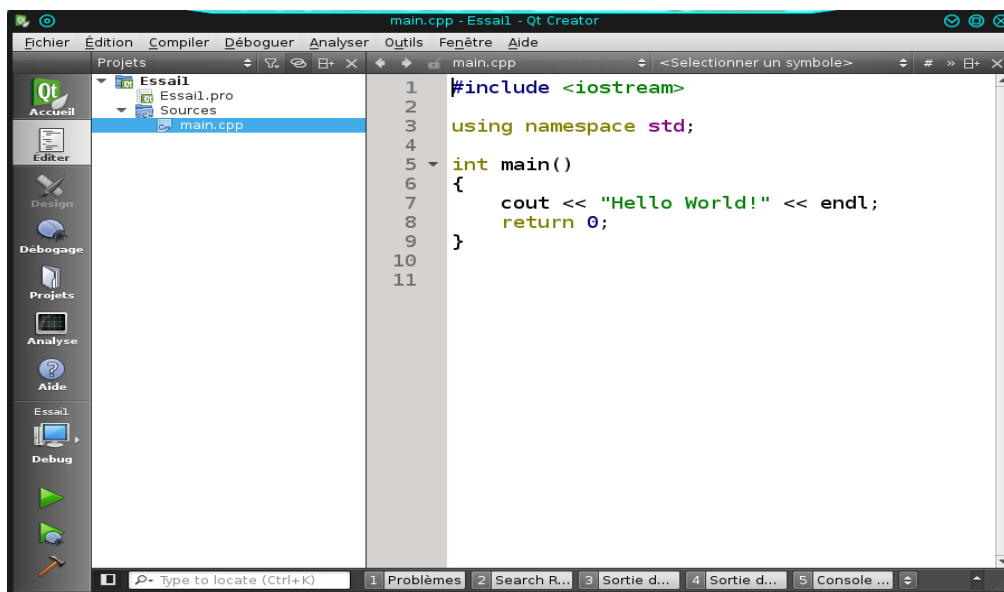 main.cpp - Essai1 - Qt Creator
Fichier Édition Compiler Déboguer Analyser Outils Fenêtre Aide
Projets main.cpp <Selectionner un symbole> # »
Qt
Accueil
Éditer
Design
Débogage
Projets
Analyse
Aide
Essai1
Debug
Essai1
Essai1.pro
Sources
main.cpp
1 #include <iostream>
2
3 using namespace std;
4
5 int main()
6 {
7 cout << "Hello World!" << endl;
8 return 0;
9 }
10
11
Type to locate (Ctrl+K) 1 Problèmes 2 Search R... 3 Sortie d... 4 Sortie d... 5 Console ...